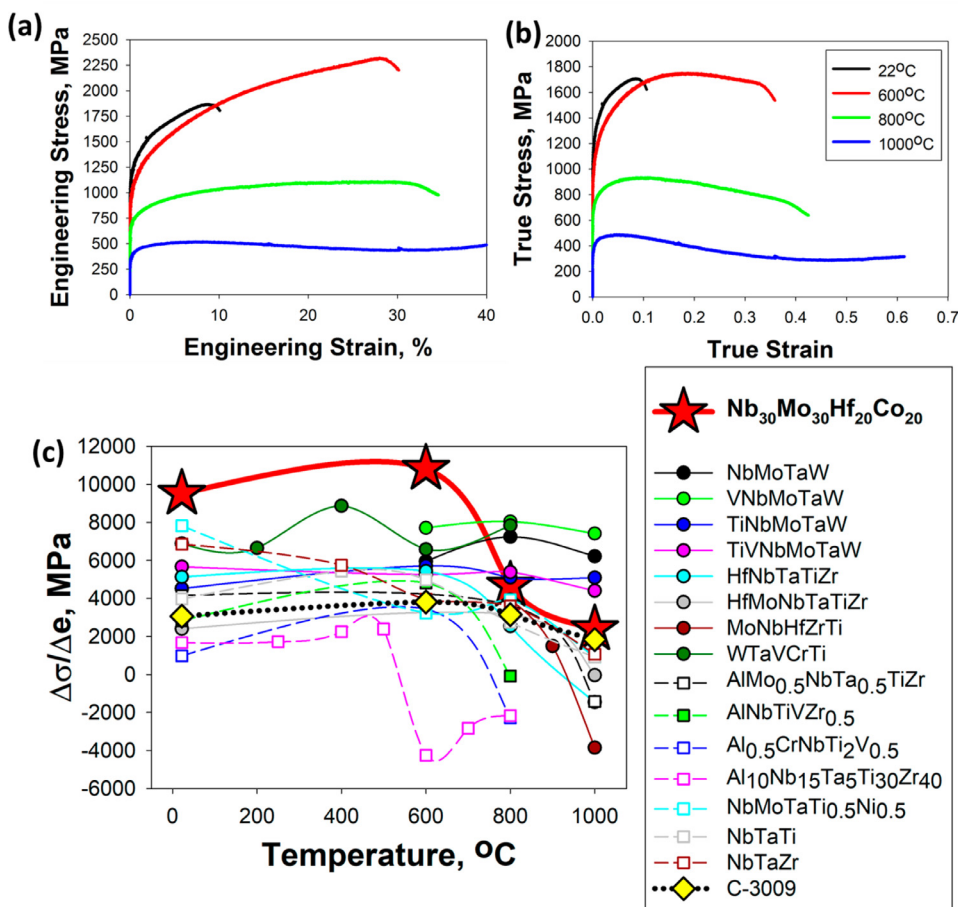 (a)
Engineering Stress, MPa
2500
2250
2000
1750
1500
1250
1000
750
500
250
0
0 10 20 30 40
Engineering Strain, %
(b)
True Stress, MPa
2000
1800
1600
1400
1200
1000
800
600
400
200
0
0.0 0.1 0.2 0.3 0.4 0.5 0.6 0.7
True Strain
22ºC
600ºC
800ºC
1000ºC
(c)
Δσ/Δe, MPa
12000
10000
8000
6000
4000
2000
0
-2000
-4000
-6000
0 200 400 600 800 1000
Temperature, ºC
Nb30Mo30Hf20Co20
NbMoTaW
VNbMoTaW
TiNbMoTaW
TiVNbMoTaW
HfNbTaTiZr
HfMoNbTaTiZr
MoNbHfZrTi
WTaVCrTi
AlMo0.5NbTa0.5TiZr
AlNbTiVZr0.5
Al0.5CrNbTi2V0.5
Al10Nb15Ta5Ti30Zr40
NbMoTaTi0.5Ni0.5
NbTaTi
NbTaZr
C-3009